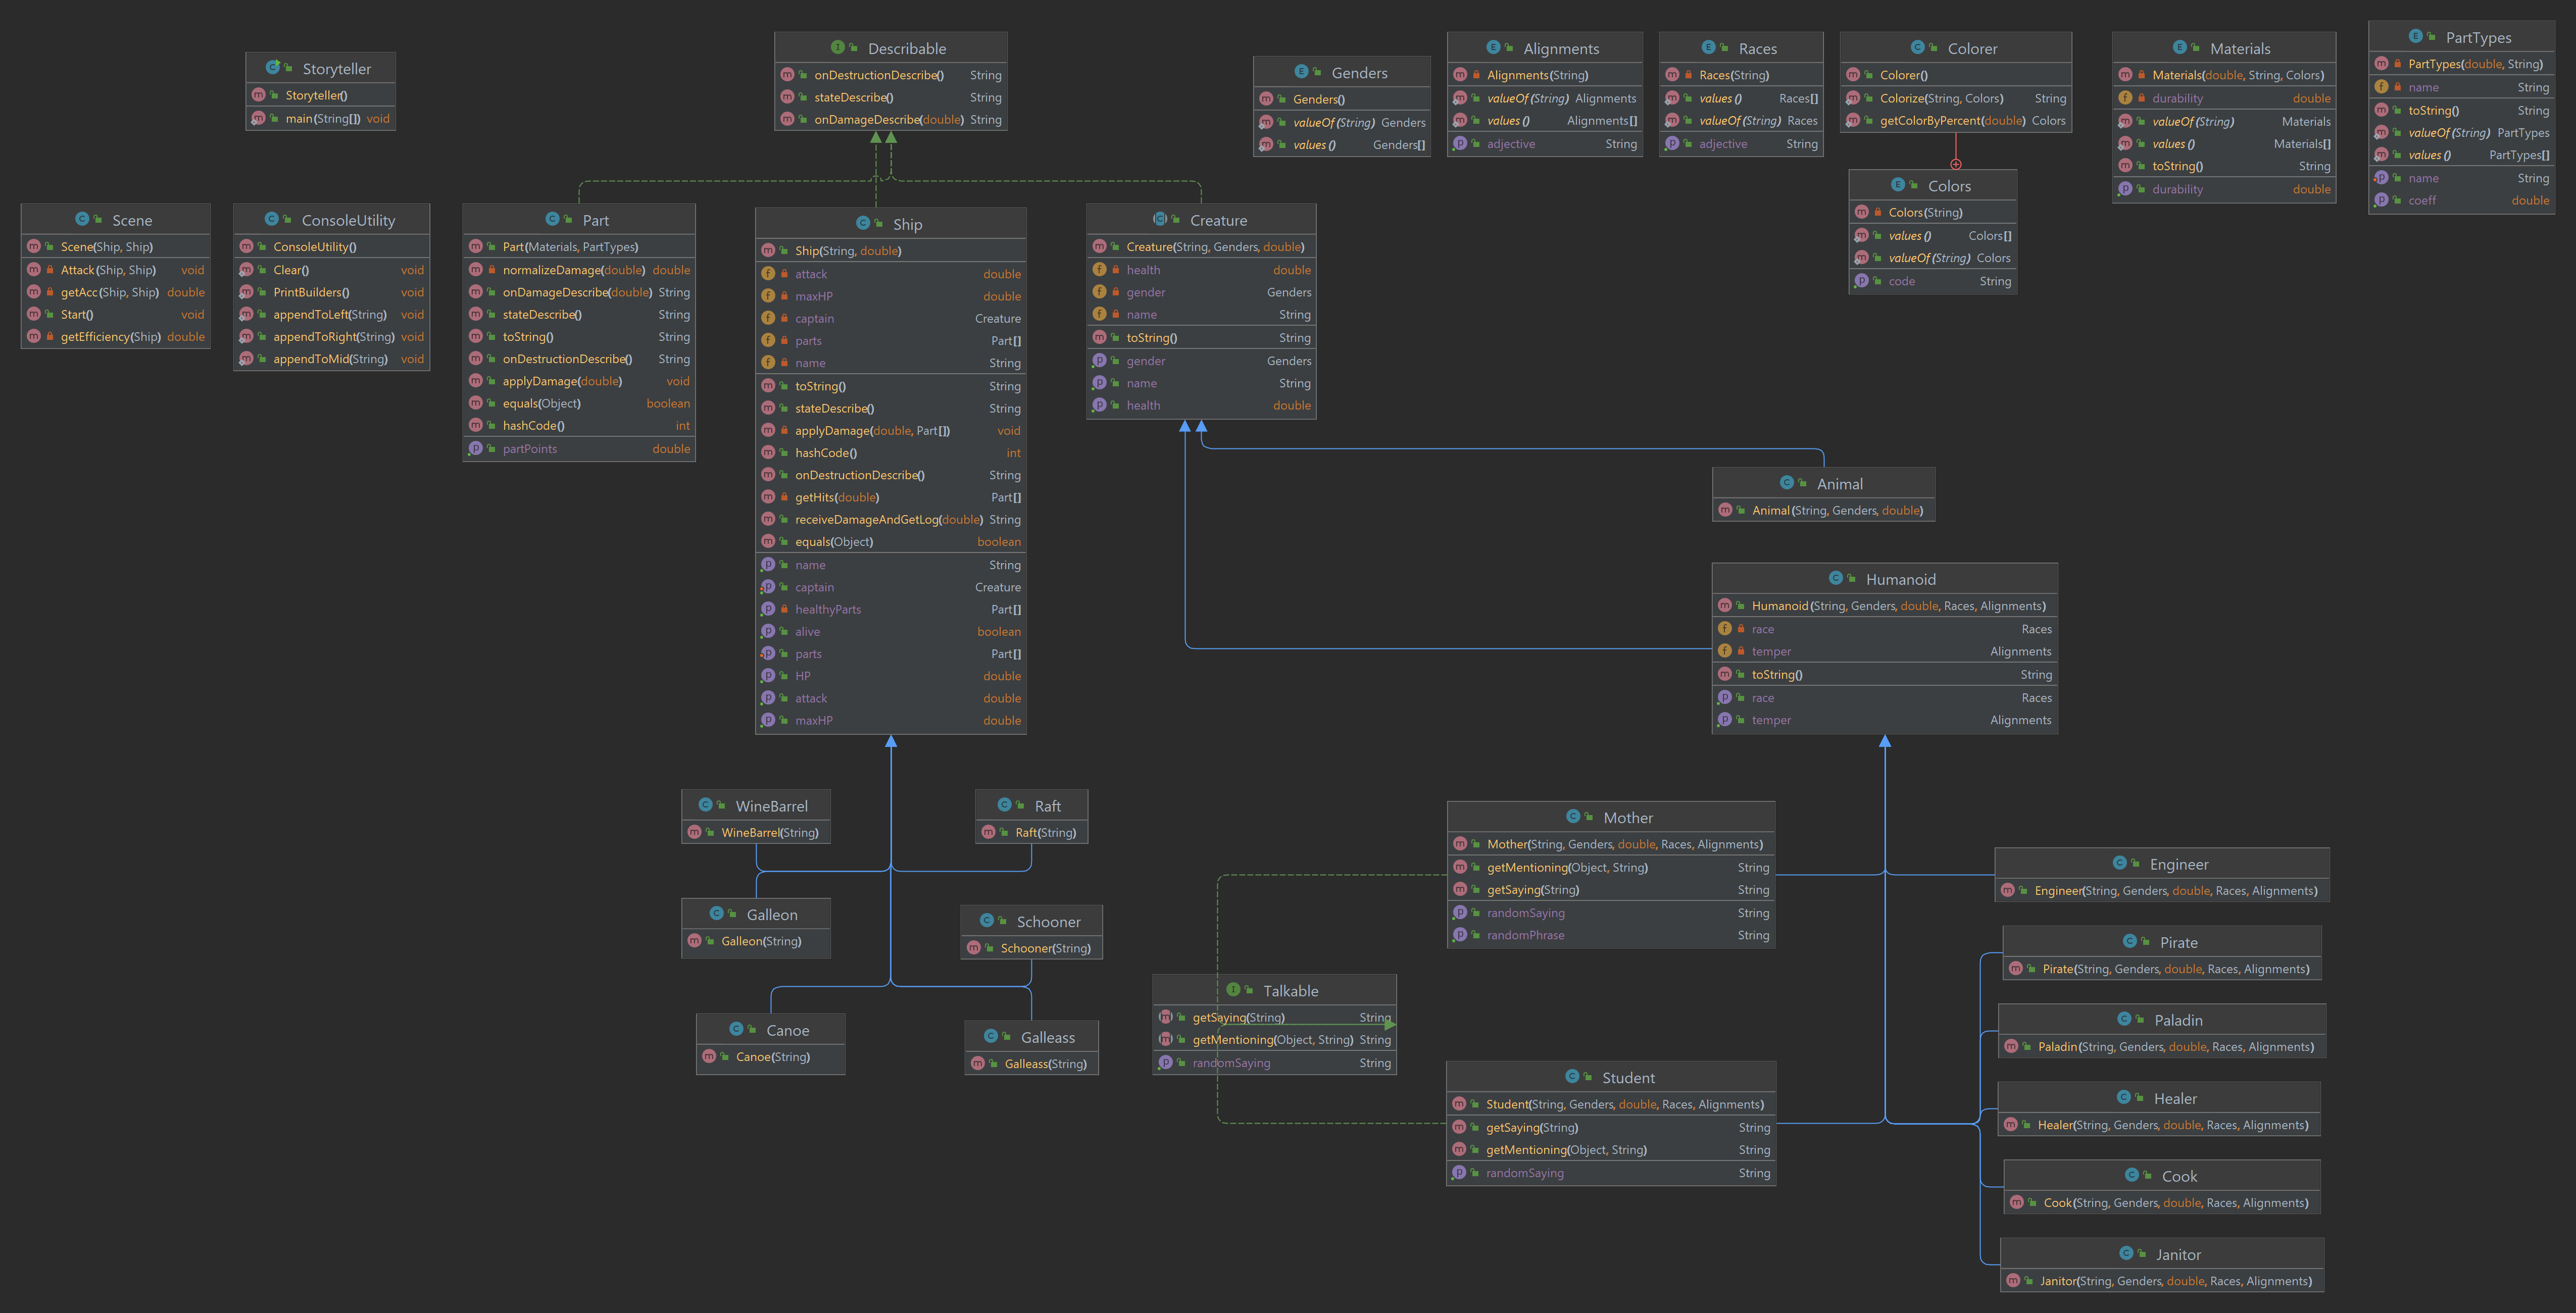 Storyteller
Storyteller()
main(String[]) void
Describable
onDestructionDescribe() String
stateDescribe() String
onDamageDescribe(double) String
Genders
Genders()
valueOf(String) Genders
values() Genders[]
Alignments
Alignments(String)
valueOf(String) Alignments
values() Alignments[]
adjective String
Races
Races(String)
values() Races[]
valueOf(String) Races
adjective String
Colorer
Colorer()
Colorize(String, Colors) String
getColorByPercent(double) Colors
Materials
Materials(double, String, Colors)
durability double
valueOf(String) Materials
values() Materials[]
toString() String
durability double
PartTypes
PartTypes(double, String)
name String
toString() String
valueOf(String) PartTypes
values() PartTypes[]
name String
coeff double
Colors
Colors(String)
values() Colors[]
valueOf(String) Colors
code String
Scene
Scene(Ship, Ship)
Attack(Ship, Ship) void
getAcc(Ship, Ship) double
Start() void
getEfficiency(Ship) double
ConsoleUtility
ConsoleUtility()
Clear() void
PrintBuilders() void
appendToLeft(String) void
appendToRight(String) void
appendToMid(String) void
Part
Part(Materials, PartTypes)
normalizeDamage(double) double
onDamageDescribe(double) String
stateDescribe() String
toString() String
onDestructionDescribe() String
applyDamage(double) void
equals(Object) boolean
hashCode() int
partPoints double
Ship
Ship(String, double)
attack double
maxHP double
captain Creature
parts Part[]
name String
toString() String
stateDescribe() String
applyDamage(double, Part[]) void
hashCode() int
onDestructionDescribe() String
getHits(double) Part[]
receiveDamageAndGetLog(double) String
equals(Object) boolean
name String
captain Creature
healthyParts Part[]
alive boolean
parts Part[]
HP double
attack double
maxHP double
Creature
Creature(String, Genders, double)
health double
gender Genders
name String
toString() String
gender Genders
name String
health double
Animal
Animal(String, Genders, double)
Humanoid
Humanoid(String, Genders, double, Races, Alignments)
race Races
temper Alignments
toString() String
race Races
temper Alignments
WineBarrel
WineBarrel(String)
Raft
Raft(String)
Galleon
Galleon(String)
Schooner
Schooner(String)
Canoe
Canoe(String)
Galleass
Galleass(String)
Mother
Mother(String, Genders, double, Races, Alignments)
getMentioning(Object, String) String
getSaying(String) String
randomSaying String
randomPhrase String
Talkable
getSaying(String) String
getMentioning(Object, String) String
randomSaying String
Student
Student(String, Genders, double, Races, Alignments)
getSaying(String) String
getMentioning(Object, String) String
randomSaying String
Engineer
Engineer(String, Genders, double, Races, Alignments)
Pirate
Pirate(String, Genders, double, Races, Alignments)
Paladin
Paladin(String, Genders, double, Races, Alignments)
Healer
Healer(String, Genders, double, Races, Alignments)
Cook
Cook(String, Genders, double, Races, Alignments)
Janitor
Janitor(String, Genders, double, Races, Alignments)